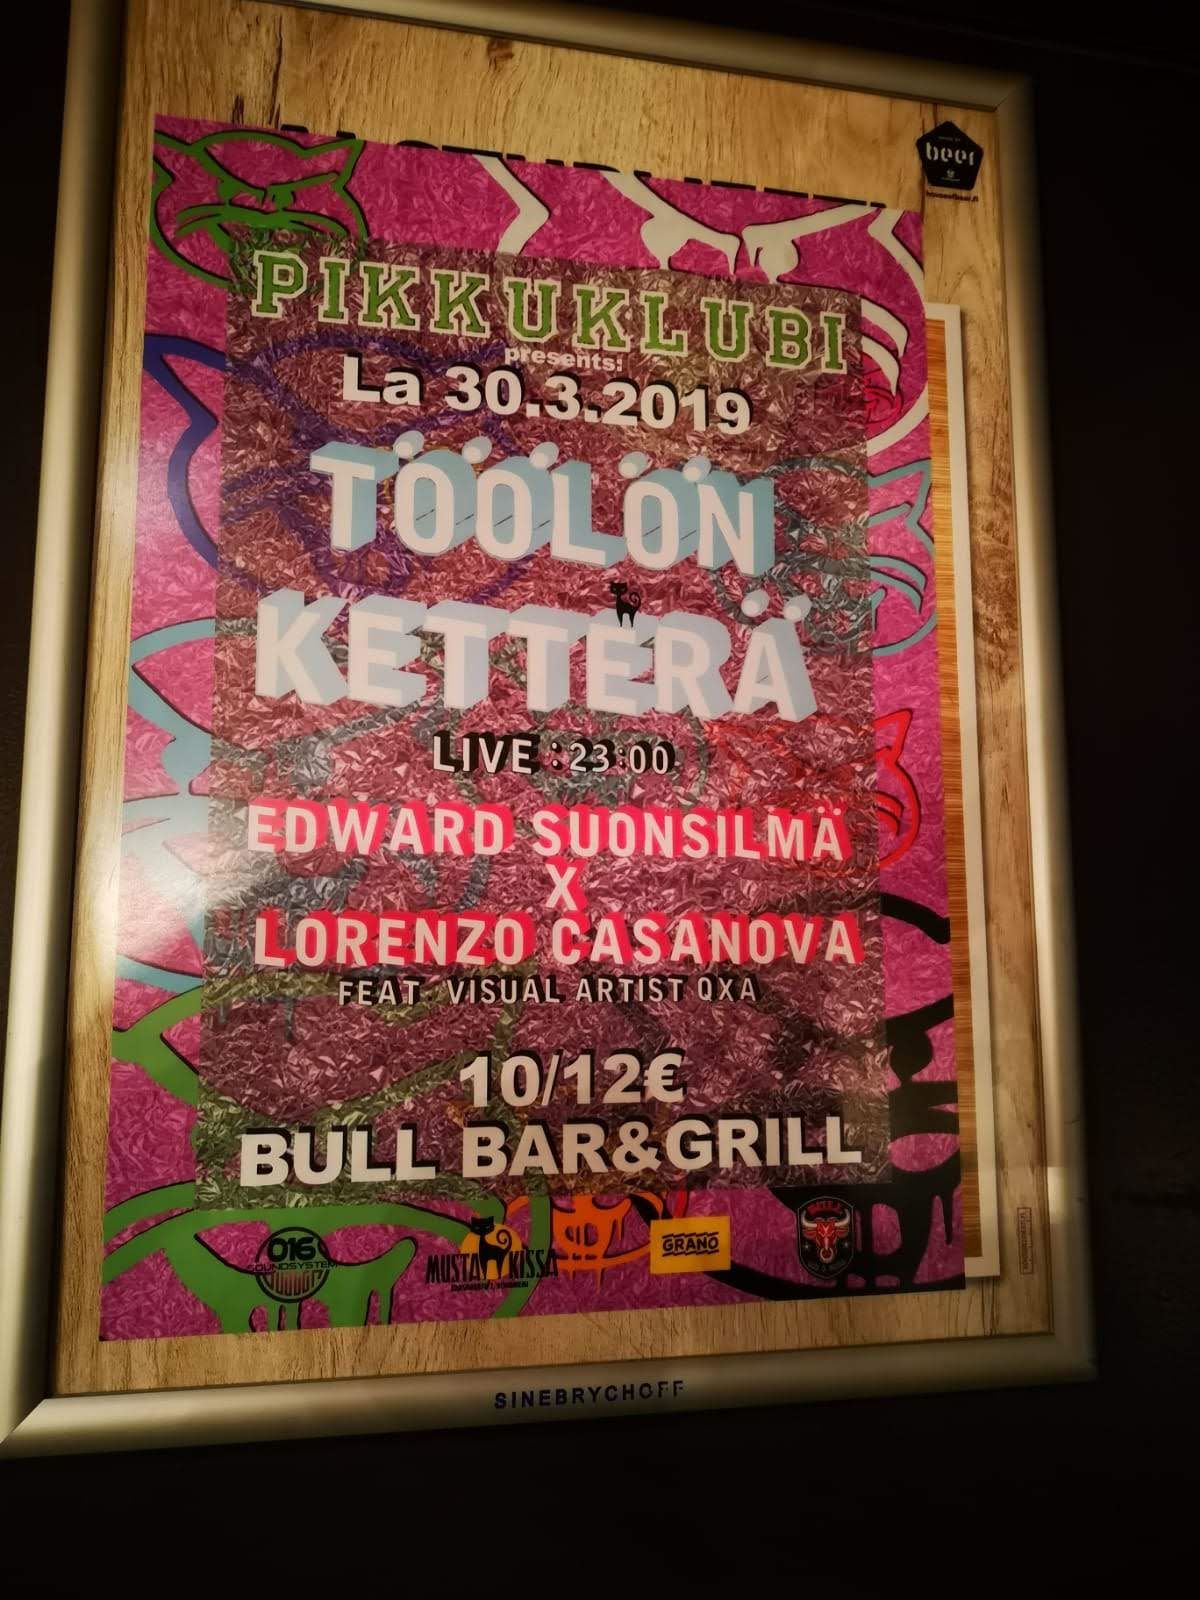 beer
PIKKUKLUBI
presents:
La 30.3.2019
TÖÖLÖN
KETTERÄ
LIVE : 23:00
EDWARD SUONSILMÄ
X
LORENZO CASANOVA
FEAT VISUAL ARTIST QXA
10/12€
BULL BAR&GRILL
016
SOUNDSYSTEM
MUSTA KISSA
GRANO
BULL
SINEBRYCHOFF